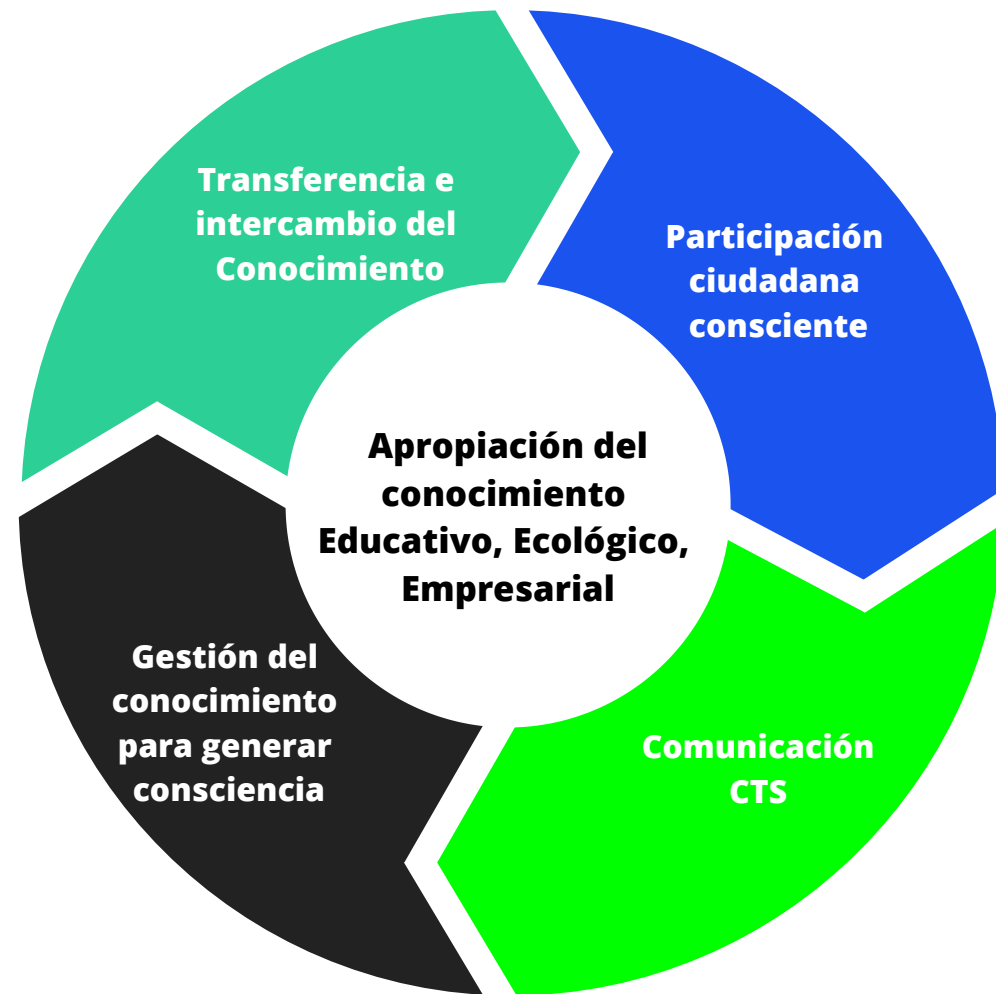 Transferencia e
intercambio del
Conocimiento
Participación
ciudadana
consciente
Apropiación del
conocimiento
Educativo, Ecológico,
Empresarial
Gestión del
conocimiento
para generar
consciencia
Comunicación
CTS